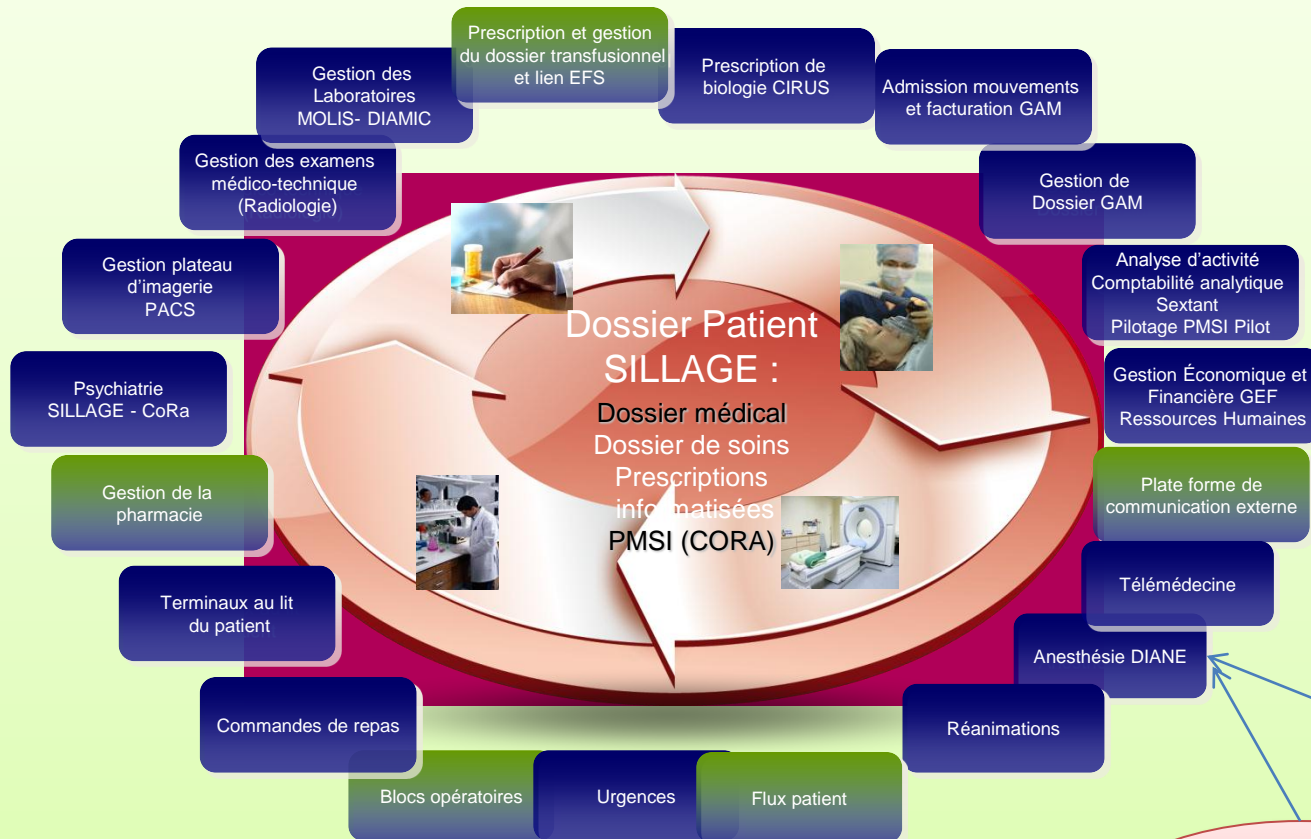 Prescription et gestion
du dossier transfusionnel
et lien EFS
Prescription de
biologie CIRUS
Admission mouvements
et facturation GAM
Gestion des
Laboratoires
MOLIS- DIAMIC
Gestion de
Dossier GAM
Gestion des examens
médico-technique
(Radiologie)
Analyse d'activité
Comptabilité analytique
Sextant
Pilotage PMSI Pilot
Gestion plateau
d'imagerie
PACS
Gestion Économique et
Financière GEF
Ressources Humaines
Psychiatrie
SILLAGE - CoRa
Dossier Patient
SILLAGE :
Dossier médical
Dossier de soins
Prescriptions
informatisées
PMSI (CORA)
Plate forme de
communication externe
Gestion de la
pharmacie
Télémédecine
Terminaux au lit
du patient
Anesthésie DIANE
Commandes de repas
Réanimations
Blocs opératoires
Urgences
Flux patient